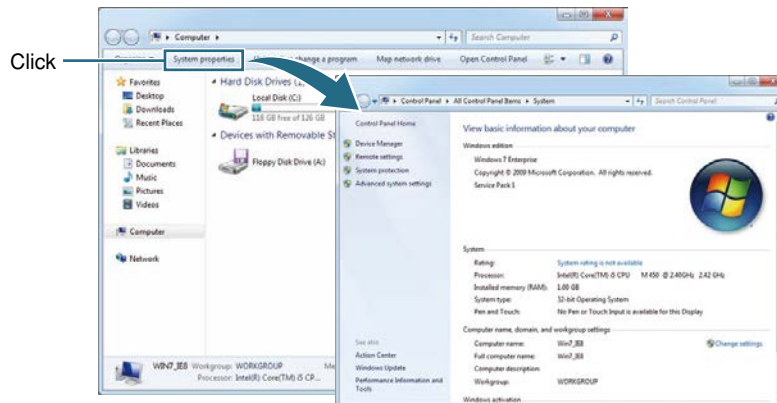 Click
Computer
Search Computer
System properties
change a program
Map network drive
Open Control Panel
Favorites
Desktop
Downloads
Recent Places
Libraries
Documents
Music
Pictures
Videos
Computer
Network
Hard Disk Drives (1)
Local Disk (C:)
118 GB free of 126 GB
Devices with Removable St
Floppy Disk Drive (A:)
WIN7_IE8 Workgroup: WORKGROUP Me
Processor: Intel(R) Core(TM) i5 CP...
Control Panel All Control Panel Items System
Search Control Panel
Control Panel Home
Device Manager
Remote settings
System protection
Advanced system settings
See also
Action Center
Windows Update
Performance Information and
Tools
View basic information about your computer
Windows edition
Windows 7 Enterprise
Copyright © 2009 Microsoft Corporation. All rights reserved.
Service Pack 1
System
Rating: System rating is not available
Processor: Intel(R) Core(TM) i5 CPU M 450 @ 2.40GHz 2.42 GHz
Installed memory (RAM): 1.00 GB
System type: 32-bit Operating System
Pen and Touch: No Pen or Touch Input is available for this Display
Computer name, domain, and workgroup settings
Computer name: Win7_IE8
Change settings
Full computer name: Win7_IE8
Computer description:
Workgroup: WORKGROUP
Windows activation